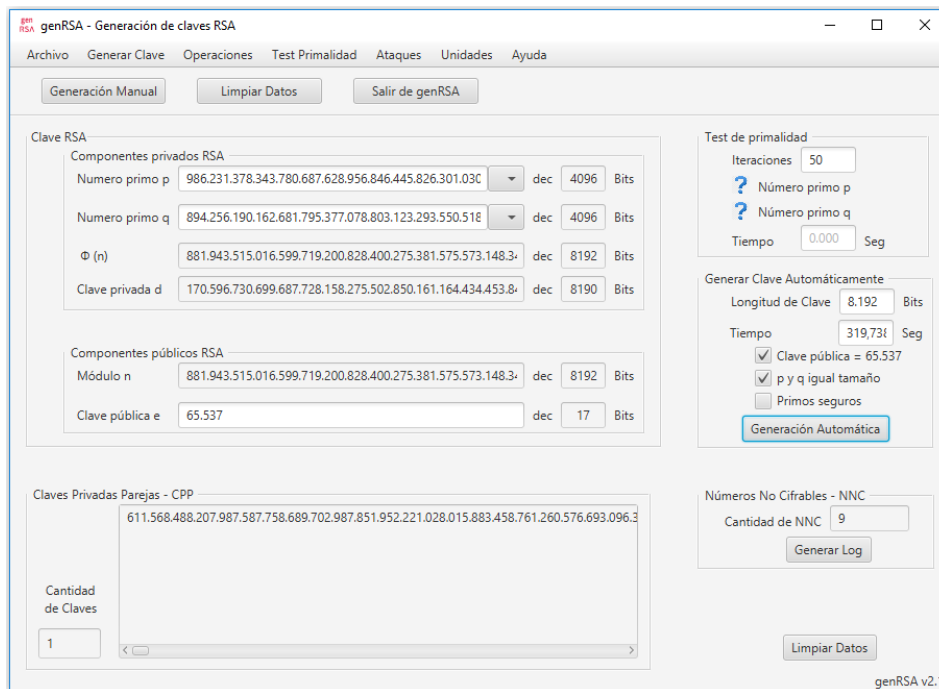 gen RSA
genRSA - Generación de claves RSA
Archivo Generar Clave Operaciones Test Primalidad Ataques Unidades Ayuda
Generación Manual Limpiar Datos Salir de genRSA
Clave RSA
Componentes privados RSA
Numero primo p 986.231.378.343.780.687.628.956.846.445.826.301.030 dec 4096 Bits
Numero primo q 894.256.190.162.681.795.377.078.803.123.293.550.518 dec 4096 Bits
Φ (n) 881.943.515.016.599.719.200.828.400.275.381.575.573.148.34 dec 8192 Bits
Clave privada d 170.596.730.699.687.728.158.275.502.850.161.164.434.453.84 dec 8190 Bits
Componentes públicos RSA
Módulo n 881.943.515.016.599.719.200.828.400.275.381.575.573.148.34 dec 8192 Bits
Clave pública e 65.537 dec 17 Bits
Test de primalidad
Iteraciones 50
? Número primo p
? Número primo q
Tiempo 0.000 Seg
Generar Clave Automáticamente
Longitud de Clave 8.192 Bits
Tiempo 319,738 Seg
Clave pública = 65.537
p y q igual tamaño
Primos seguros
Generación Automática
Claves Privadas Parejas - CPP
611.568.488.207.987.587.758.689.702.987.851.952.221.028.015.883.458.761.260.576.693.096.3
Cantidad
de Claves
1
Números No Cifrables - NNC
Cantidad de NNC 9
Generar Log
Limpiar Datos
genRSA v2.